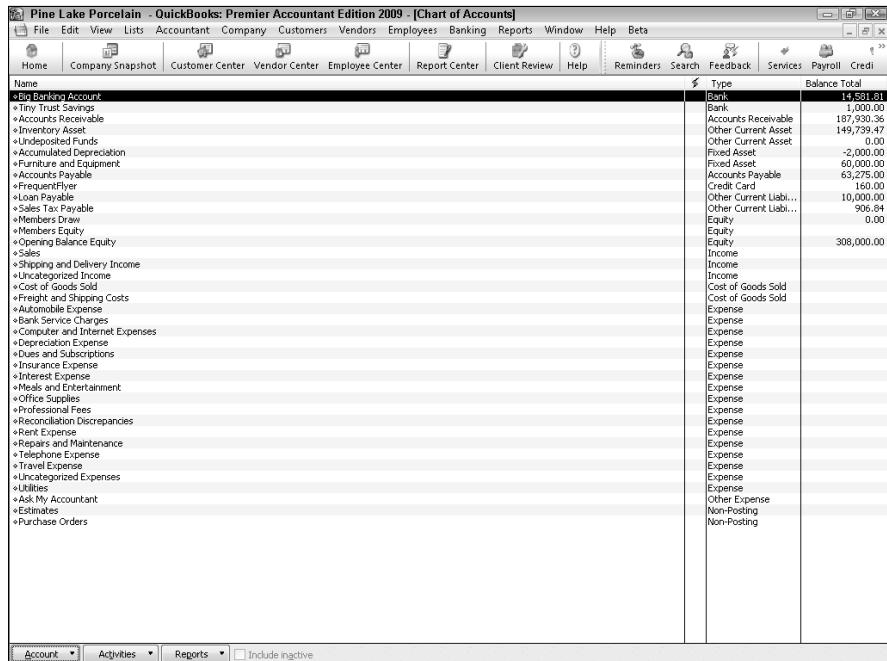 Pine Lake Porcelain - QuickBooks: Premier Accountant Edition 2009 - [Chart of Accounts]
File Edit View Lists Accountant Company Customers Vendors Employees Banking Reports Window Help Beta
Home Company Snapshot Customer Center Vendor Center Employee Center Report Center Client Review Help Reminders Search Feedback Services Payroll Credi
Name Type Balance Total
Big Banking Account Bank 14,581.81
Tiny Trust Savings Bank 1,000.00
Accounts Receivable Accounts Receivable 187,930.36
Inventory Asset Other Current Asset 149,739.47
Undeposited Funds Other Current Asset 0.00
Accumulated Depreciation Fixed Asset -2,000.00
Furniture and Equipment Fixed Asset 60,000.00
Accounts Payable Accounts Payable 63,275.00
FrequentFlyer Credit Card 160.00
Loan Payable Other Current Liabi... 10,000.00
Sales Tax Payable Other Current Liabi... 906.84
Members Draw Equity 0.00
Members Equity Equity
Opening Balance Equity Equity 308,000.00
Sales Income
Shipping and Delivery Income Income
Uncategorized Income Income
Cost of Goods Sold Cost of Goods Sold
Freight and Shipping Costs Cost of Goods Sold
Automobile Expense Expense
Bank Service Charges Expense
Computer and Internet Expenses Expense
Depreciation Expense Expense
Dues and Subscriptions Expense
Insurance Expense Expense
Interest Expense Expense
Meals and Entertainment Expense
Office Supplies Expense
Professional Fees Expense
Reconciliation Discrepancies Expense
Rent Expense Expense
Repairs and Maintenance Expense
Telephone Expense Expense
Travel Expense Expense
Uncategorized Expenses Expense
Utilities Expense
Ask My Accountant Other Expense
Estimates Non-Posting
Purchase Orders Non-Posting
Account Activities Reports Include inactive